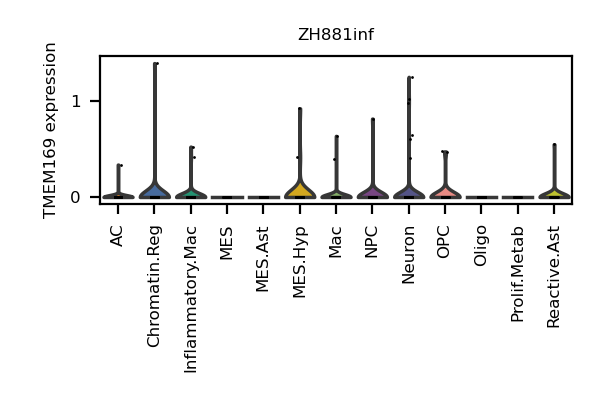 ZH881inf
TMEM169 expression
1
0
AC
Chromatin.Reg
Inflammatory.Mac
MES
MES.Ast
MES.Hyp
Mac
NPC
Neuron
OPC
Oligo
Prolif.Metab
Reactive.Ast